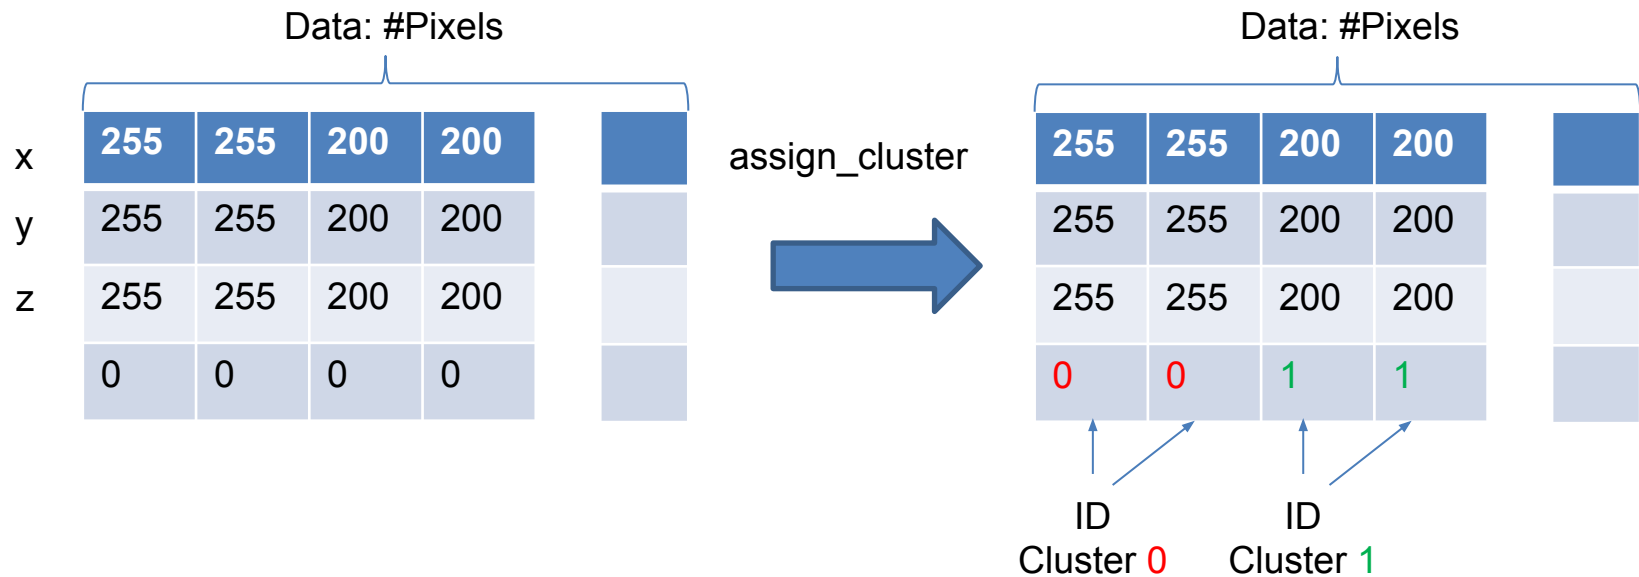 Data: #Pixels
Data: #Pixels
x 255 255 200 200
assign_cluster
255 255 200 200
y 255 255 200 200
255 255 200 200
z 255 255 200 200
255 255 200 200
0 0 0 0
0 0 1 1
ID
Cluster 0
ID
Cluster 1